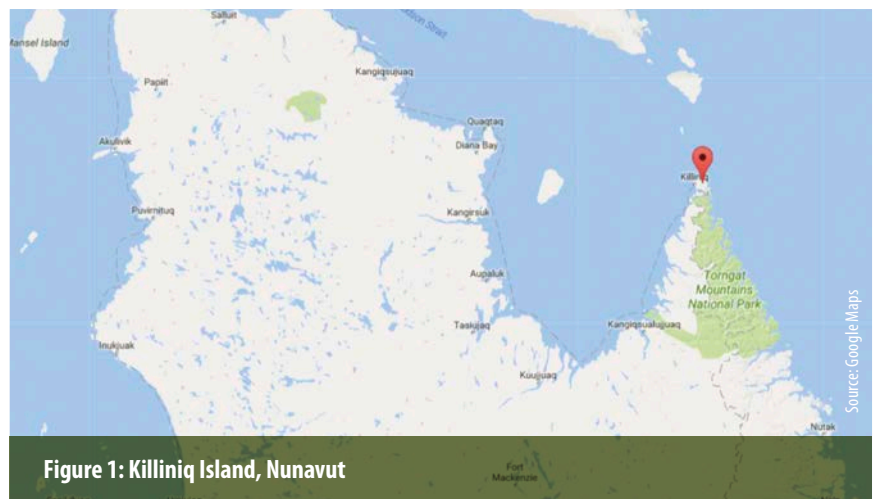 Salluit
Mansel Island
Kangiqsujuaq
Papiit
Quaqtaq
Akulivik
Diana Bay
Killiniq
Puvirnituq
Kangirsuk
Aupaluk
Torngat
Mountains
National Park
Tasiujaq
Kangiqsualujjuaq
Inukjuak
Kuujjuaq
Nutak
Fort
Mackenzie
Source: Google Maps
Figure 1: Killiniq Island, Nunavut